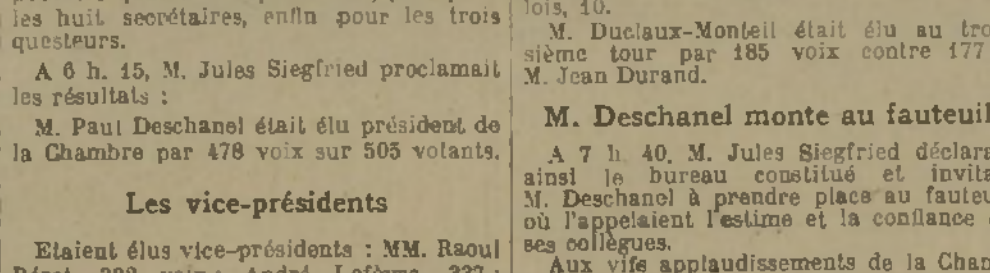 les huit secrétaires, enfin pour les trois
questeurs.
A 6 h. 15, M. Jules Siegfried proclamait
les résultats :
M. Paul Deschanel était élu président de
la Chambre par 478 voix sur 505 votants.
Les vice-présidents
Etaient élus vice-présidents : MM. Raoul
lois, 10.
M. Duclaux-Monteil était élu au tro
sième tour par 185 voix contre 177
M. Jean Durand.
M. Deschanel monte au fauteuil
A 7 h. 40, M. Jules Siegfried déclara
ainsi le bureau constitué et invita
M. Deschanel à prendre place au fauteu
où l'appelaient l'estime et la confiance
ses collègues.
Aux vifs applaudissements de la Cham